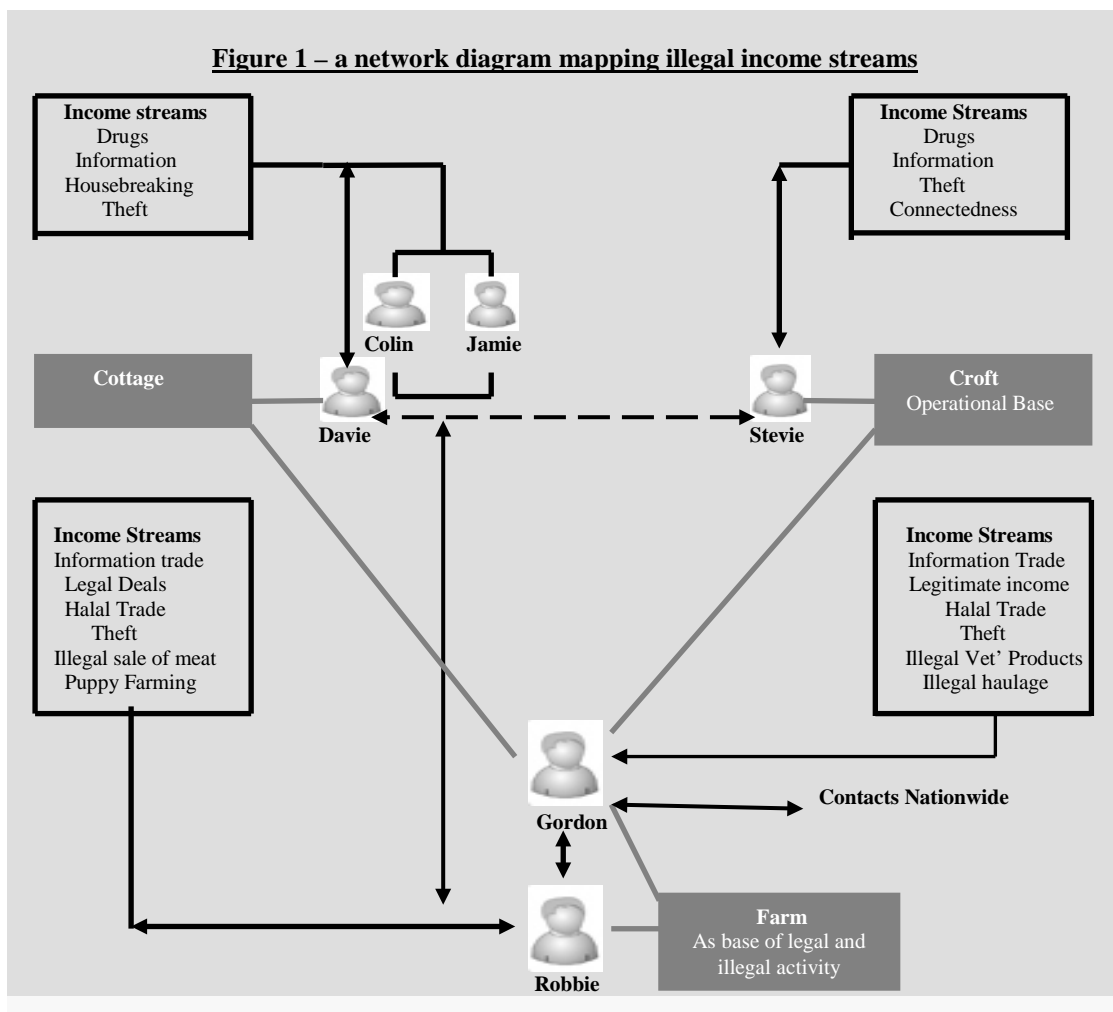 Figure 1 – a network diagram mapping illegal income streams
Income streams
Drugs
Information
Housebreaking
Theft
Income Streams
Drugs
Information
Theft
Connectedness
Colin
Jamie
Cottage
Davie
Stevie
Croft
Operational Base
Income Streams
Information trade
Legal Deals
Halal Trade
Theft
Illegal sale of meat
Puppy Farming
Income Streams
Information Trade
Legitimate income
Halal Trade
Theft
Illegal Vet’ Products
Illegal haulage
Contacts Nationwide
Gordon
Farm
As base of legal and
illegal activity
Robbie